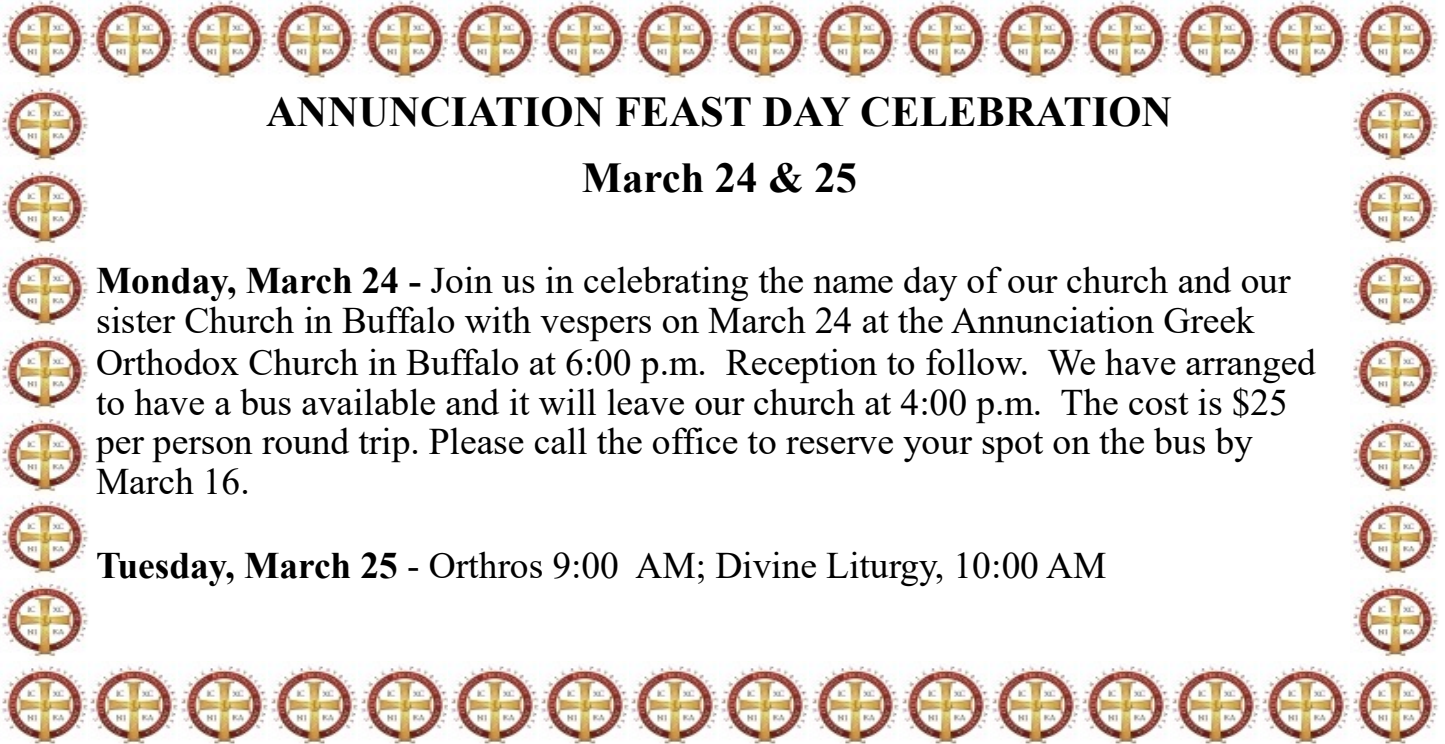 ANNUNCIATION FEAST DAY CELEBRATION
March 24 & 25
Monday, March 24 - Join us in celebrating the name day of our church and our
sister Church in Buffalo with vespers on March 24 at the Annunciation Greek
Orthodox Church in Buffalo at 6:00 p.m.  Reception to follow.  We have arranged
to have a bus available and it will leave our church at 4:00 p.m.  The cost is $25
per person round trip. Please call the office to reserve your spot on the bus by
March 16.
Tuesday, March 25 - Orthros 9:00  AM; Divine Liturgy, 10:00 AM